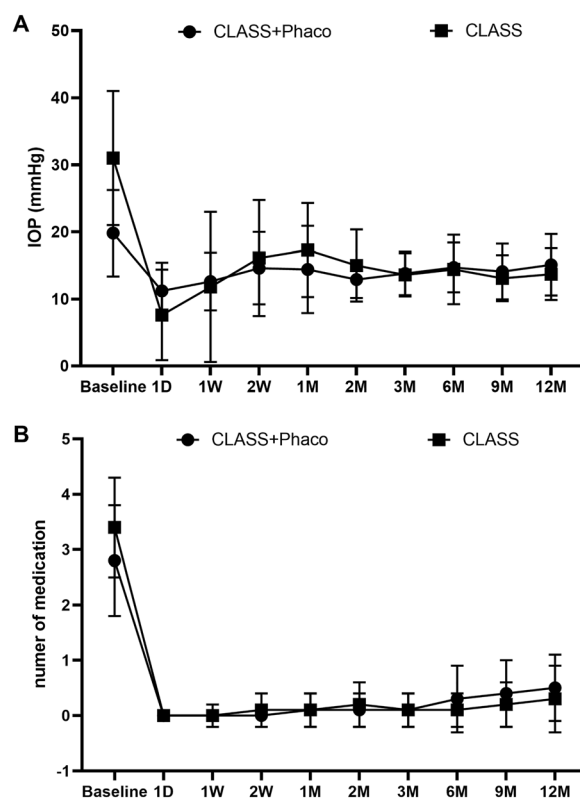 A
CLASS+Phaco
CLASS
IOP (mmHg)
50
40
30
20
10
0
Baseline 1D 1W 2W 1M 2M 3M 6M 9M 12M
B
CLASS+Phaco
CLASS
numer of medication
5
4
3
2
1
0
-1
Baseline 1D 1W 2W 1M 2M 3M 6M 9M 12M